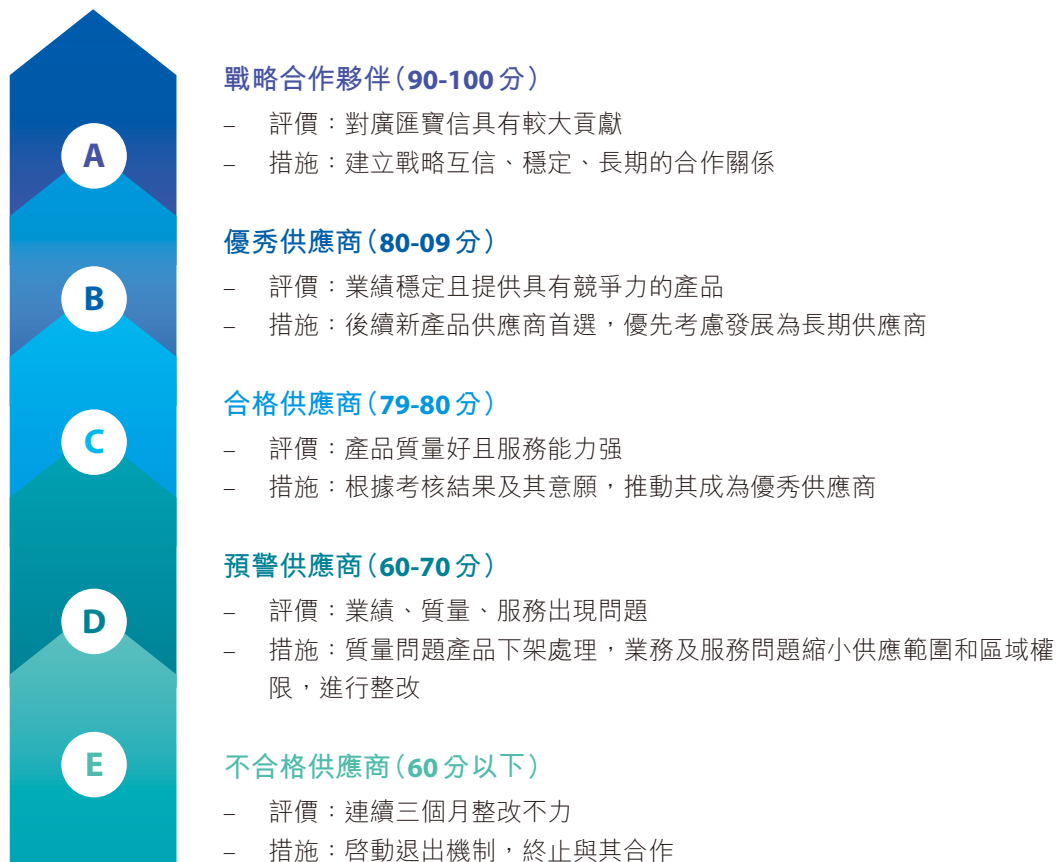 A
戰略合作夥伴（90-100分）
– 評價：對廣匯寶信具有較大貢獻
– 措施：建立戰略互信、穩定、長期的合作關係
B
優秀供應商（80-09分）
– 評價：業績穩定且提供具有競爭力的產品
– 措施：後續新產品供應商首選，優先考慮發展為長期供應商
C
合格供應商（79-80分）
– 評價：產品質量好且服務能力强
– 措施：根據考核結果及其意願，推動其成為優秀供應商
D
預警供應商（60-70分）
– 評價：業績、質量、服務出現問題
– 措施：質量問題產品下架處理，業務及服務問題縮小供應範圍和區域權
限，進行整改
E
不合格供應商（60分以下）
– 評價：連續三個月整改不力
– 措施：啓動退出機制，終止與其合作